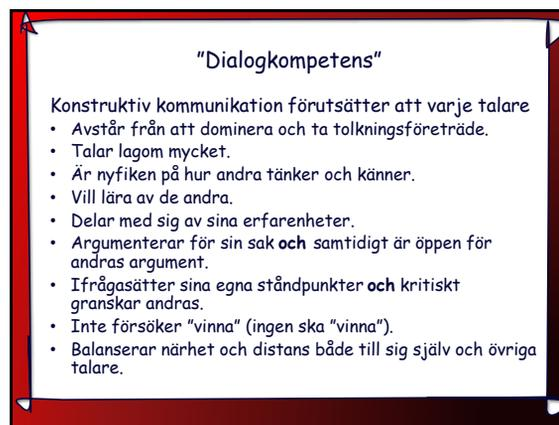 "Dialogkompetens"
Konstruktiv kommunikation förutsätter att varje talare
• Avstår från att dominera och ta tolkningsföreträde.
• Talar lagom mycket.
• Är nyfiken på hur andra tänker och känner.
• Vill lära av de andra.
• Delar med sig av sina erfarenheter.
• Argumenterar för sin sak och samtidigt är öppen för
andras argument.
• Ifrågasätter sina egna ståndpunkter och kritiskt
granskar andras.
• Inte försöker "vinna" (ingen ska "vinna").
• Balanserar närhet och distans både till sig själv och övriga
talare.